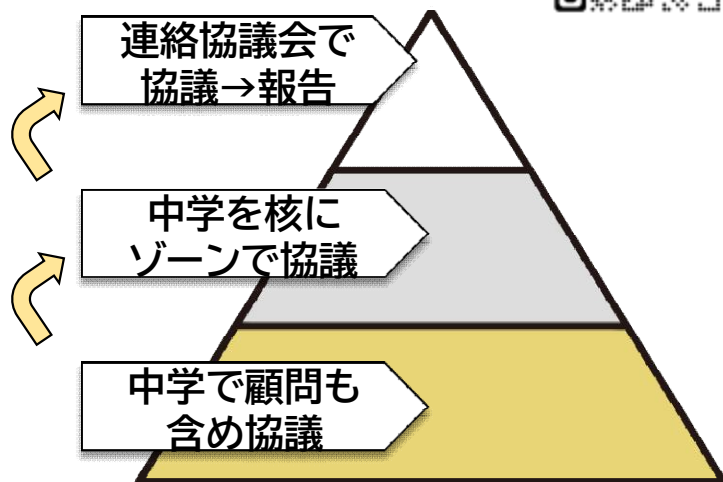 連絡協議会で
協議→報告
中学を核に
ゾーンで協議
中学で顧問も
含め協議